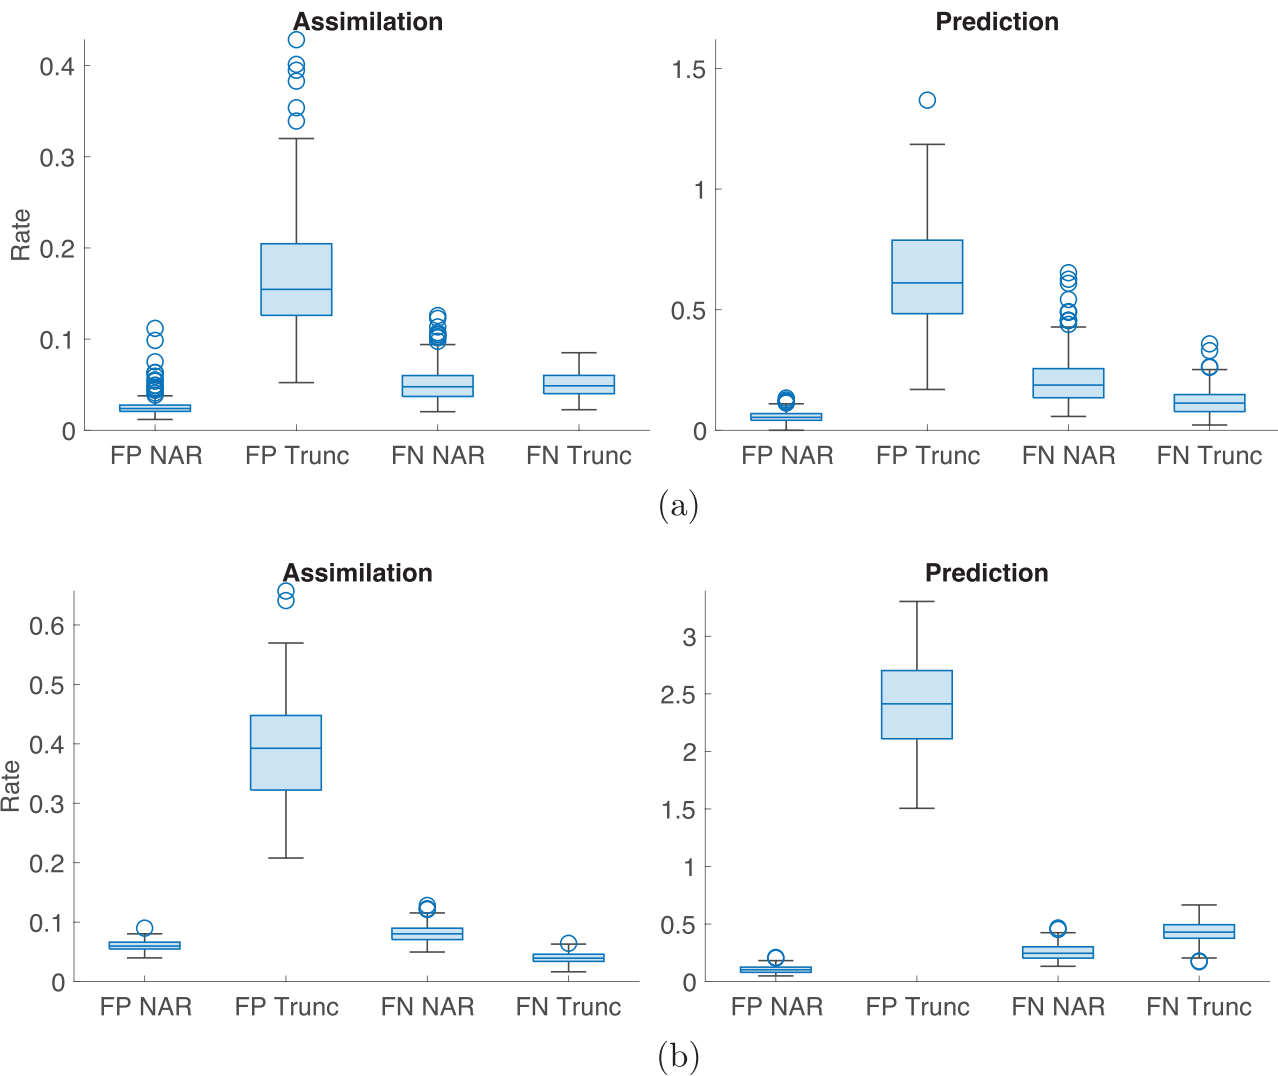 Assimilation
Prediction
Rate
0.4
0.3
0.2
0.1
0
FP NAR FP Trunc FN NAR FN Trunc
1.5
1
0.5
0
FP NAR FP Trunc FN NAR FN Trunc
(a)
Assimilation
Prediction
Rate
0.6
0.5
0.4
0.3
0.2
0.1
0
FP NAR FP Trunc FN NAR FN Trunc
3
2.5
2
1.5
1
0.5
0
FP NAR FP Trunc FN NAR FN Trunc
(b)